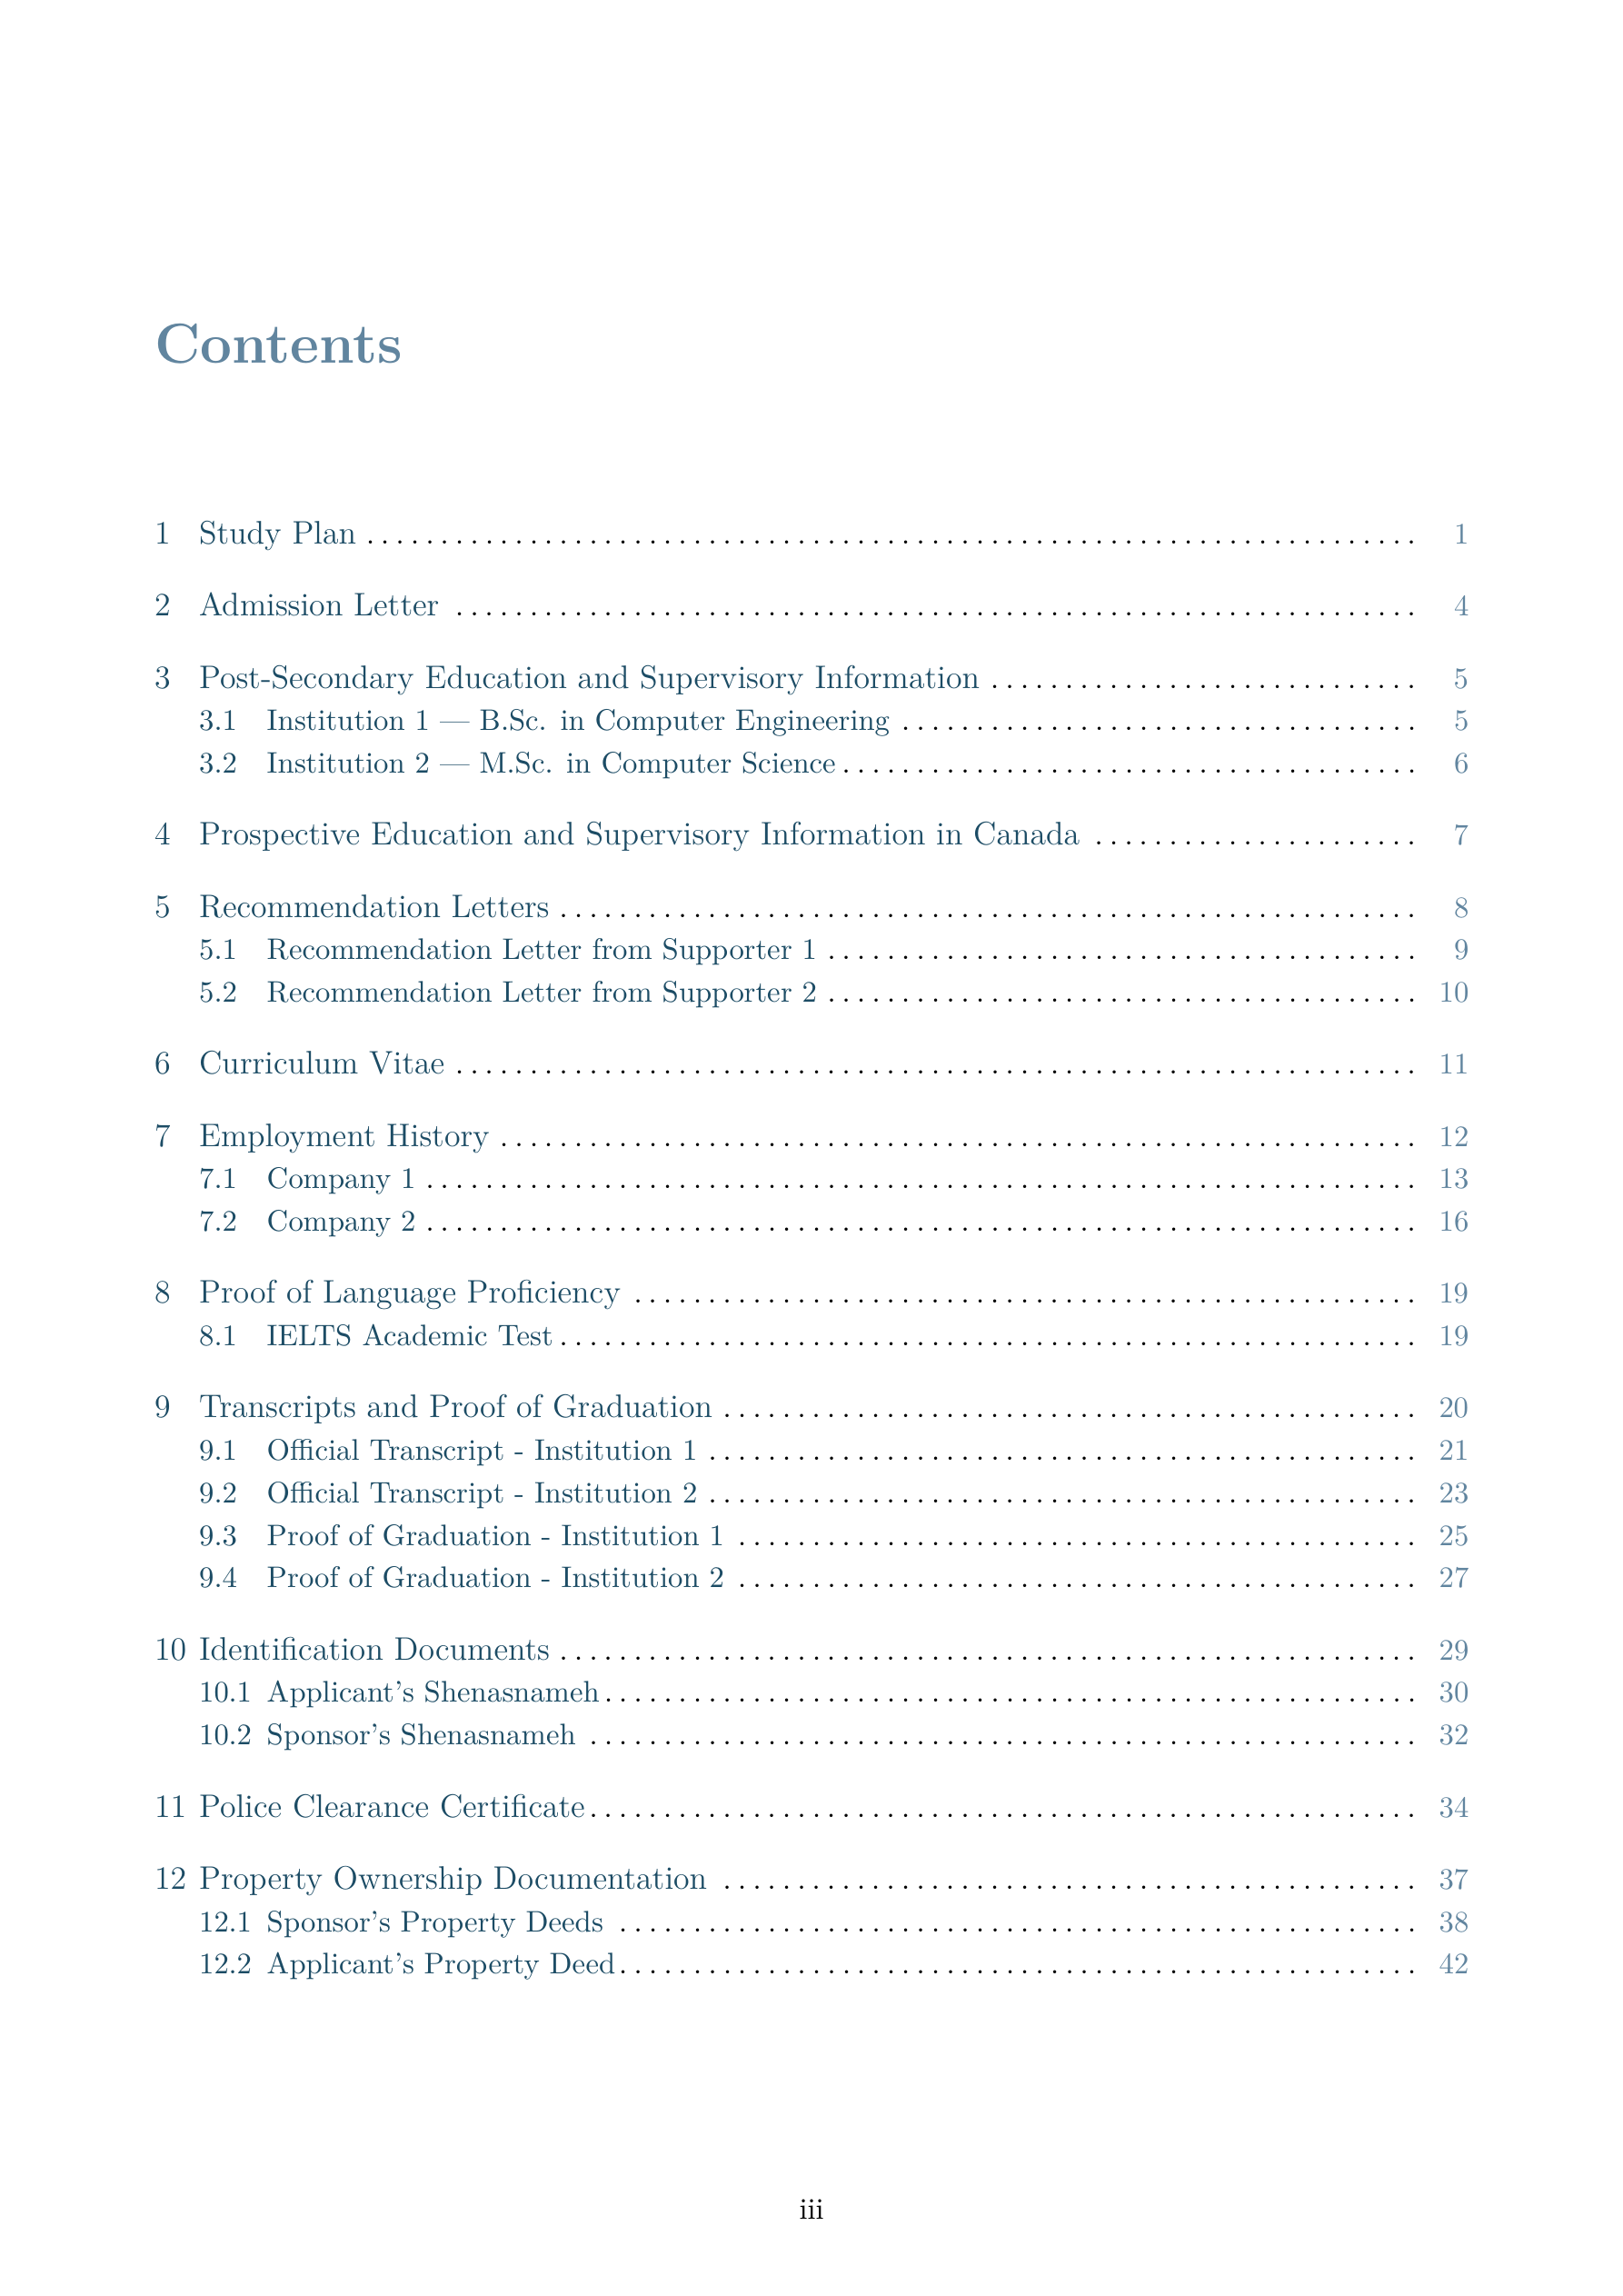 Contents
1 Study Plan . . . . . . . . . . . . . . . . . . . . 1
2 Admission Letter . . . . . . . . . . . . . . . . . . . . 4
3 Post-Secondary Education and Supervisory Information . . . . . . . . . . . . . . . . . . . . 5
3.1 Institution 1 — B.Sc. in Computer Engineering . . . . . . . . . . . . . . . . . . . . 5
3.2 Institution 2 — M.Sc. in Computer Science . . . . . . . . . . . . . . . . . . . . 6
4 Prospective Education and Supervisory Information in Canada . . . . . . . . . . . . . . . . . . . . 7
5 Recommendation Letters . . . . . . . . . . . . . . . . . . . . 8
5.1 Recommendation Letter from Supporter 1 . . . . . . . . . . . . . . . . . . . . 9
5.2 Recommendation Letter from Supporter 2 . . . . . . . . . . . . . . . . . . . . 10
6 Curriculum Vitae . . . . . . . . . . . . . . . . . . . . 11
7 Employment History . . . . . . . . . . . . . . . . . . . . 12
7.1 Company 1 . . . . . . . . . . . . . . . . . . . . 13
7.2 Company 2 . . . . . . . . . . . . . . . . . . . . 16
8 Proof of Language Proficiency . . . . . . . . . . . . . . . . . . . . 19
8.1 IELTS Academic Test . . . . . . . . . . . . . . . . . . . . 19
9 Transcripts and Proof of Graduation . . . . . . . . . . . . . . . . . . . . 20
9.1 Official Transcript - Institution 1 . . . . . . . . . . . . . . . . . . . . 21
9.2 Official Transcript - Institution 2 . . . . . . . . . . . . . . . . . . . . 23
9.3 Proof of Graduation - Institution 1 . . . . . . . . . . . . . . . . . . . . 25
9.4 Proof of Graduation - Institution 2 . . . . . . . . . . . . . . . . . . . . 27
10 Identification Documents . . . . . . . . . . . . . . . . . . . . 29
10.1 Applicant's Shenasnameh . . . . . . . . . . . . . . . . . . . . 30
10.2 Sponsor's Shenasnameh . . . . . . . . . . . . . . . . . . . . 32
11 Police Clearance Certificate . . . . . . . . . . . . . . . . . . . . 34
12 Property Ownership Documentation . . . . . . . . . . . . . . . . . . . . 37
12.1 Sponsor's Property Deeds . . . . . . . . . . . . . . . . . . . . 38
12.2 Applicant's Property Deed . . . . . . . . . . . . . . . . . . . . 42
iii